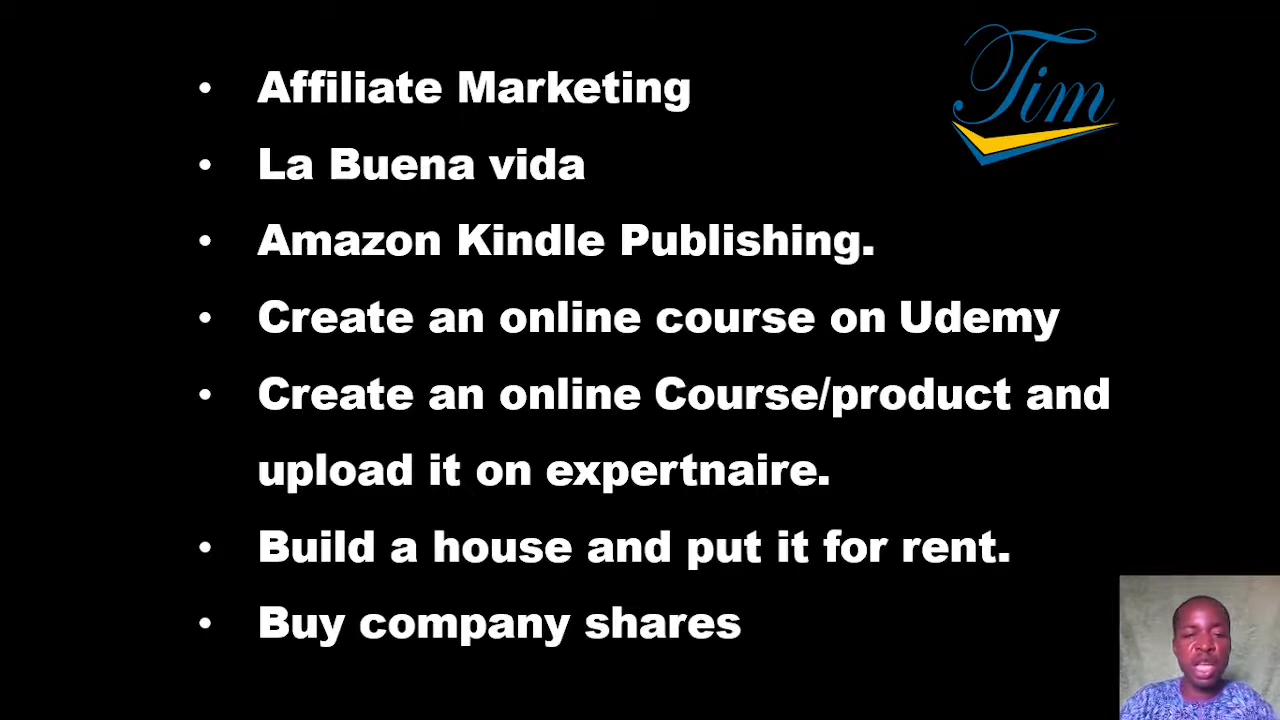 Tim
• Affiliate Marketing
• La Buena vida
• Amazon Kindle Publishing.
• Create an online course on Udemy
• Create an online Course/product and
upload it on expertnaire.
• Build a house and put it for rent.
• Buy company shares